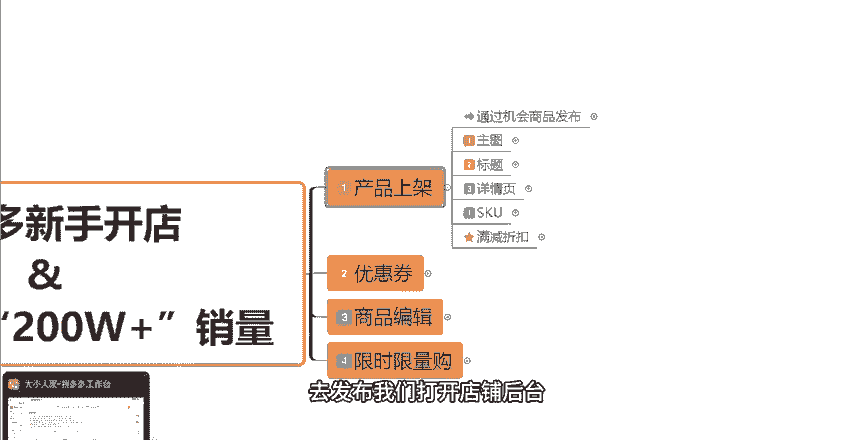 通过机会商品发布
1 主图
2 标题
3 详情页
4 SKU
满减折扣
1 产品上架
多新手开店
&
“200W+”销量
2 优惠券
3 商品编辑
4 限时限量购
大小人家-拼多多工作台
去发布我们打开店铺后台